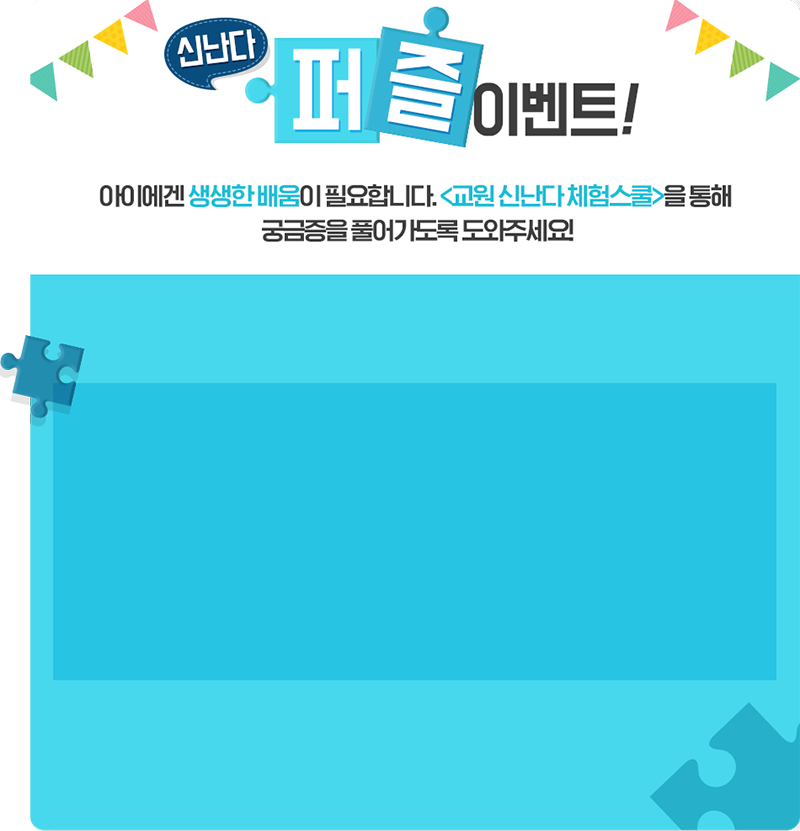 신난다
퍼즐이벤트!
아이에겐 생생한 배움이 필요합니다. <교원 신난다 체험스쿨>을 통해
궁금증을 풀어가도록 도와주세요!